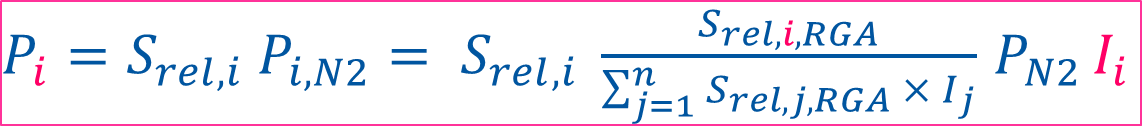 P_i = S_{rel,i} P_{i,N2} = S_{rel,i} \frac{S_{rel,i,RGA}}{\sum_{j=1}^{n} S_{rel,j,RGA} × I_j} P_{N2} I_i